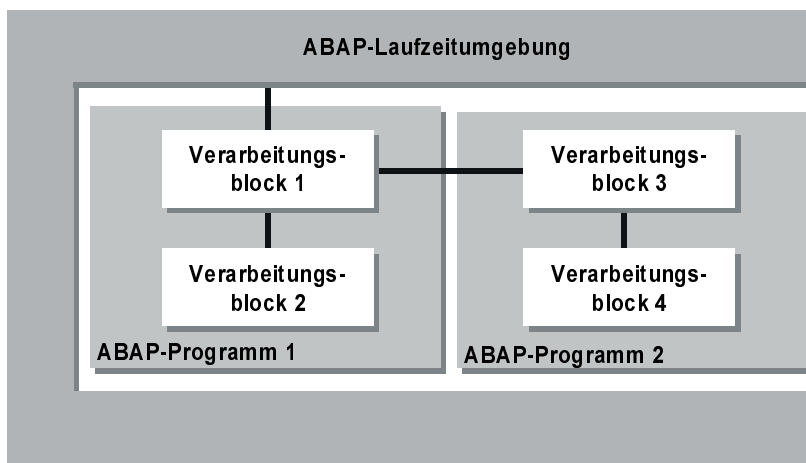 ABAP-Laufzeitumgebung
Verarbeitungs-
block 1
Verarbeitungs-
block 3
Verarbeitungs-
block 2
Verarbeitungs-
block 4
ABAP-Programm 1
ABAP-Programm 2